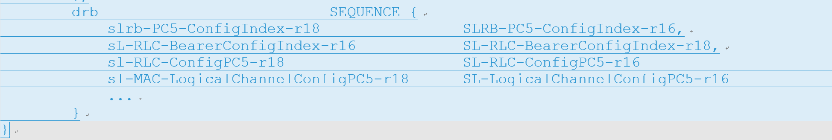 drb SEQUENCE {
slrb-PC5-ConfigIndex-r18 SLRB-PC5-ConfigIndex-r16,
SL-RLC-BearerConfigIndex-r16 SL-RLC-BearerConfigIndex-r18,
sl-RLC-ConfigPC5-r18 SL-RLC-ConfigPC5-r16
sl-MAC-LogicalChannelConfigPC5-r18 SL-LogicalChannelConfigPC5-r16
...
}
}